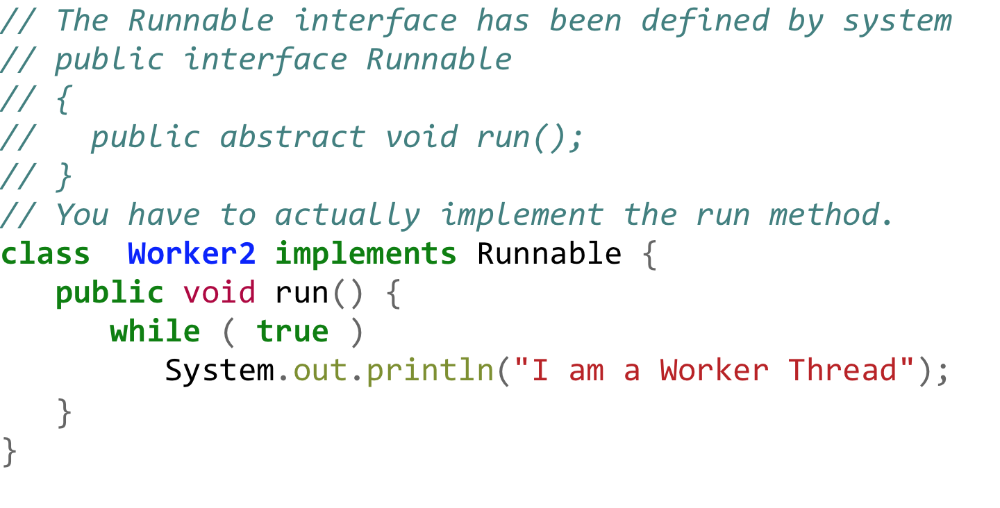 // The Runnable interface has been defined by system
// public interface Runnable
// {
//   public abstract void run();
// }
// You have to actually implement the run method.
class  Worker2 implements Runnable {
   public void run() {
      while ( true )
         System.out.println("I am a Worker Thread");
   }
}